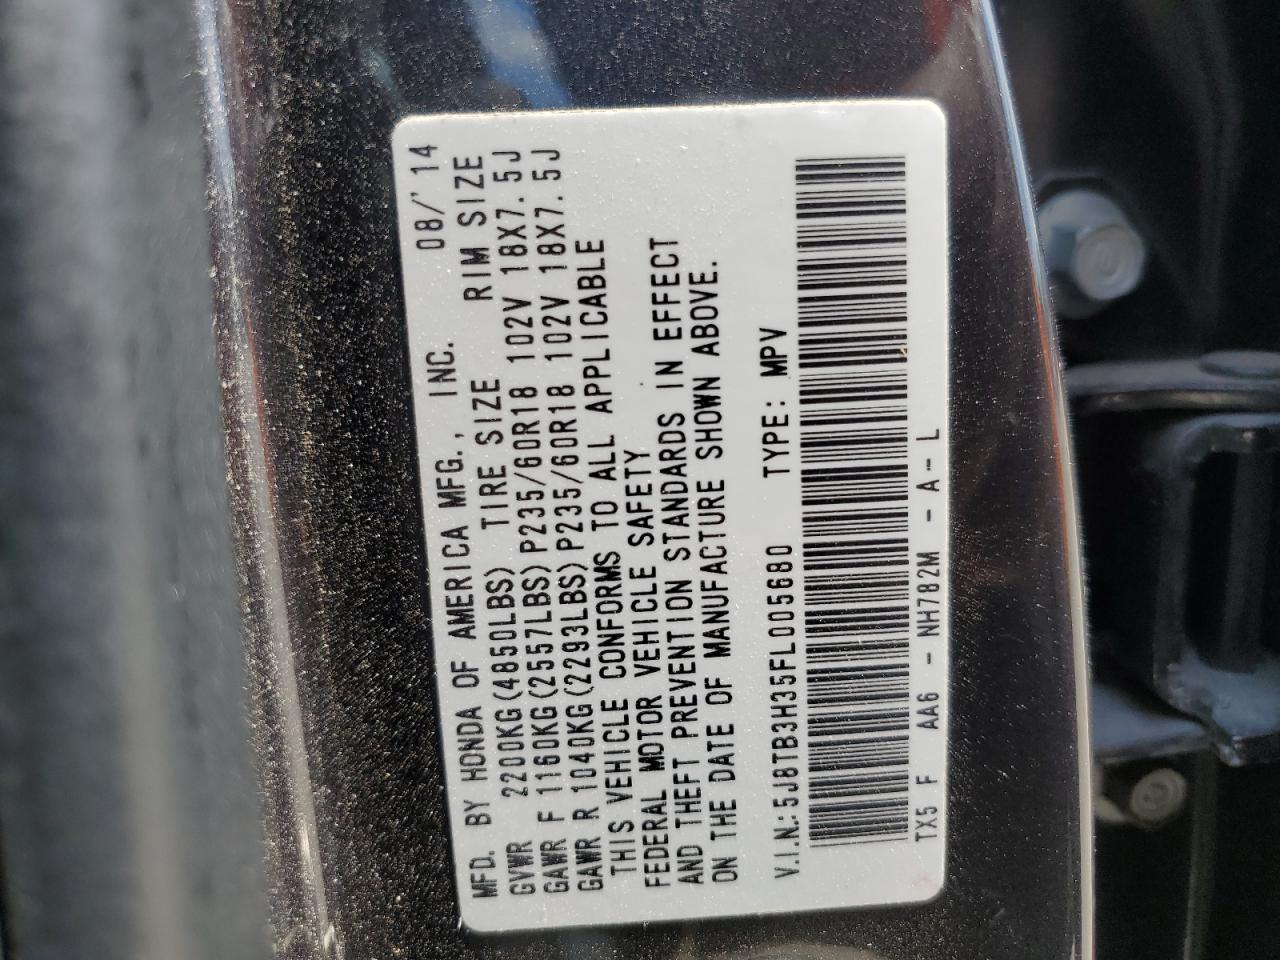 MFD. BY HONDA OF AMERICA MFG., INC. 08/'14
GVWR 2200KG(4850LBS) TIRE SIZE RIM SIZE
GAWR F 1160KG(2557LBS)P235/60R18 102V 18X7.5J
GAWR R 1040KG(2293LBS)P235/60R18 102V 18X7.5J
THIS VEHICLE CONFORMS TO ALL APPLICABLE
FEDERAL MOTOR VEHICLE SAFETY
AND THEFT PREVENTION STANDARDS IN EFFECT
ON THE DATE OF MANUFACTURE SHOWN ABOVE.
V.I.N.:5J8TB3H35FL005680 TYPE: MPV
TX5 F AA6 - NH782M - A-L